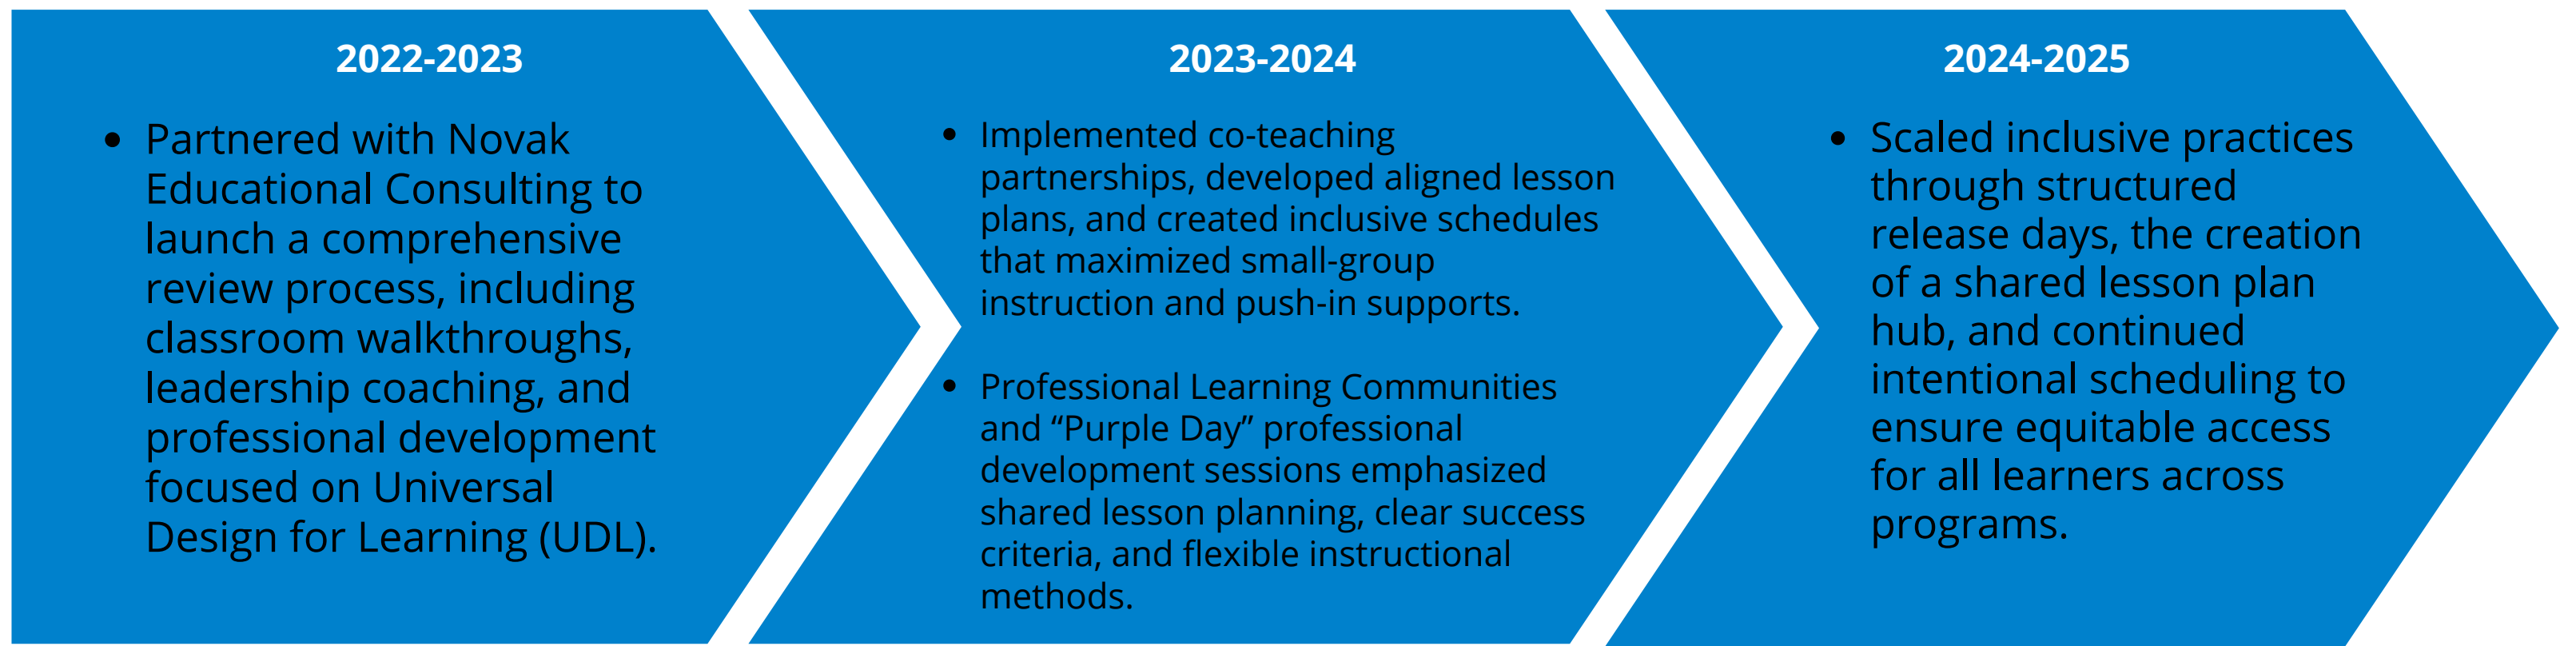 2022-2023
• Partnered with Novak
Educational Consulting to
launch a comprehensive
review process, including
classroom walkthroughs,
leadership coaching, and
professional development
focused on Universal
Design for Learning (UDL).
2023-2024
• Implemented co-teaching
partnerships, developed aligned lesson
plans, and created inclusive schedules
that maximized small-group
instruction and push-in supports.
• Professional Learning Communities
and “Purple Day” professional
development sessions emphasized
shared lesson planning, clear success
criteria, and flexible instructional
methods.
2024-2025
• Scaled inclusive practices
through structured
release days, the creation
of a shared lesson plan
hub, and continued
intentional scheduling to
ensure equitable access
for all learners across
programs.